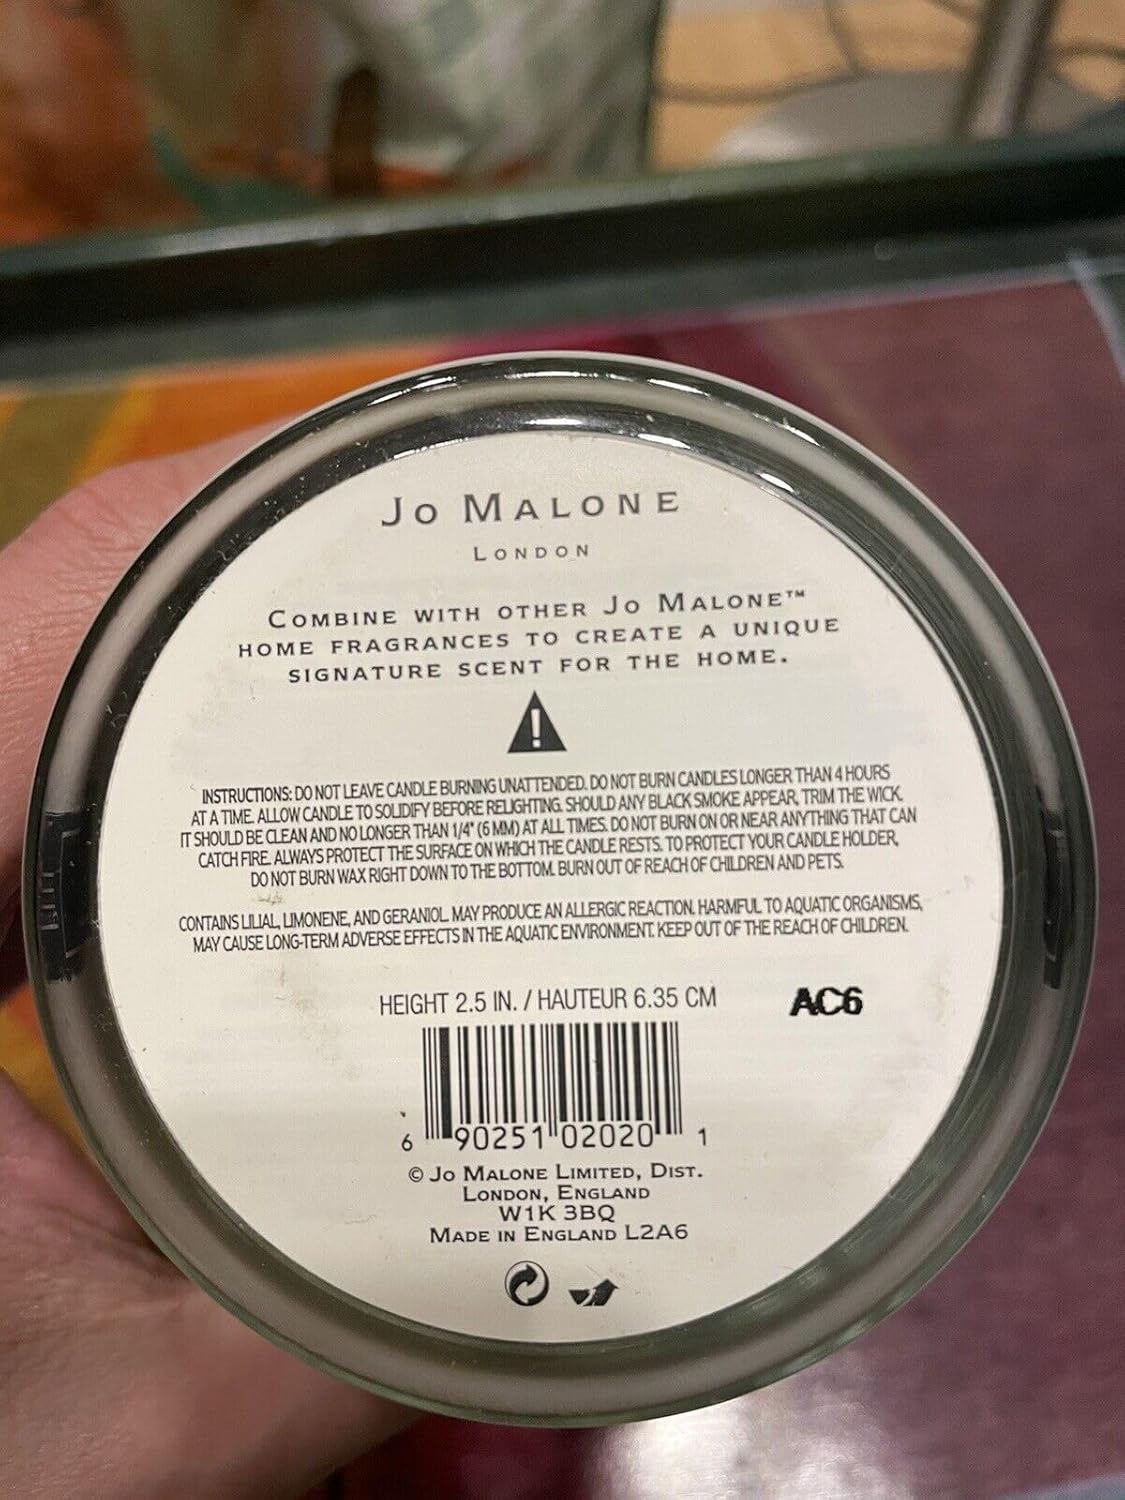 Jo Malone
London
Combine with other Jo Malone™
home fragrances to create a unique
signature scent for the home.
INSTRUCTIONS: DO NOT LEAVE CANDLE BURNING UNATTENDED. DO NOT BURN CANDLES LONGER THAN 4 HOURS
AT A TIME. ALLOW CANDLE TO SOLIDIFY BEFORE RELIGHTING. SHOULD ANY BLACK SMOKE APPEAR, TRIM THE WICK.
IT SHOULD BE CLEAN AND NO LONGER THAN 1/4" (6 MM) AT ALL TIMES. DO NOT BURN ON OR NEAR ANYTHING THAT CAN
CATCH FIRE. ALWAYS PROTECT THE SURFACE ON WHICH THE CANDLE RESTS. TO PROTECT YOUR CANDLE HOLDER,
DO NOT BURN WAX RIGHT DOWN TO THE BOTTOM. BURN OUT OF REACH OF CHILDREN AND PETS.
CONTAINS LILIAL, LIMONENE, AND GERANIOL. MAY PRODUCE AN ALLERGIC REACTION. HARMFUL TO AQUATIC ORGANISMS,
MAY CAUSE LONG-TERM ADVERSE EFFECTS IN THE AQUATIC ENVIRONMENT. KEEP OUT OF THE REACH OF CHILDREN.
HEIGHT 2.5 IN. / HAUTEUR 6.35 CM
AC6
6 90251 02020 1
© Jo Malone Limited, Dist.
London, England
W1K 3BQ
Made in England L2A6